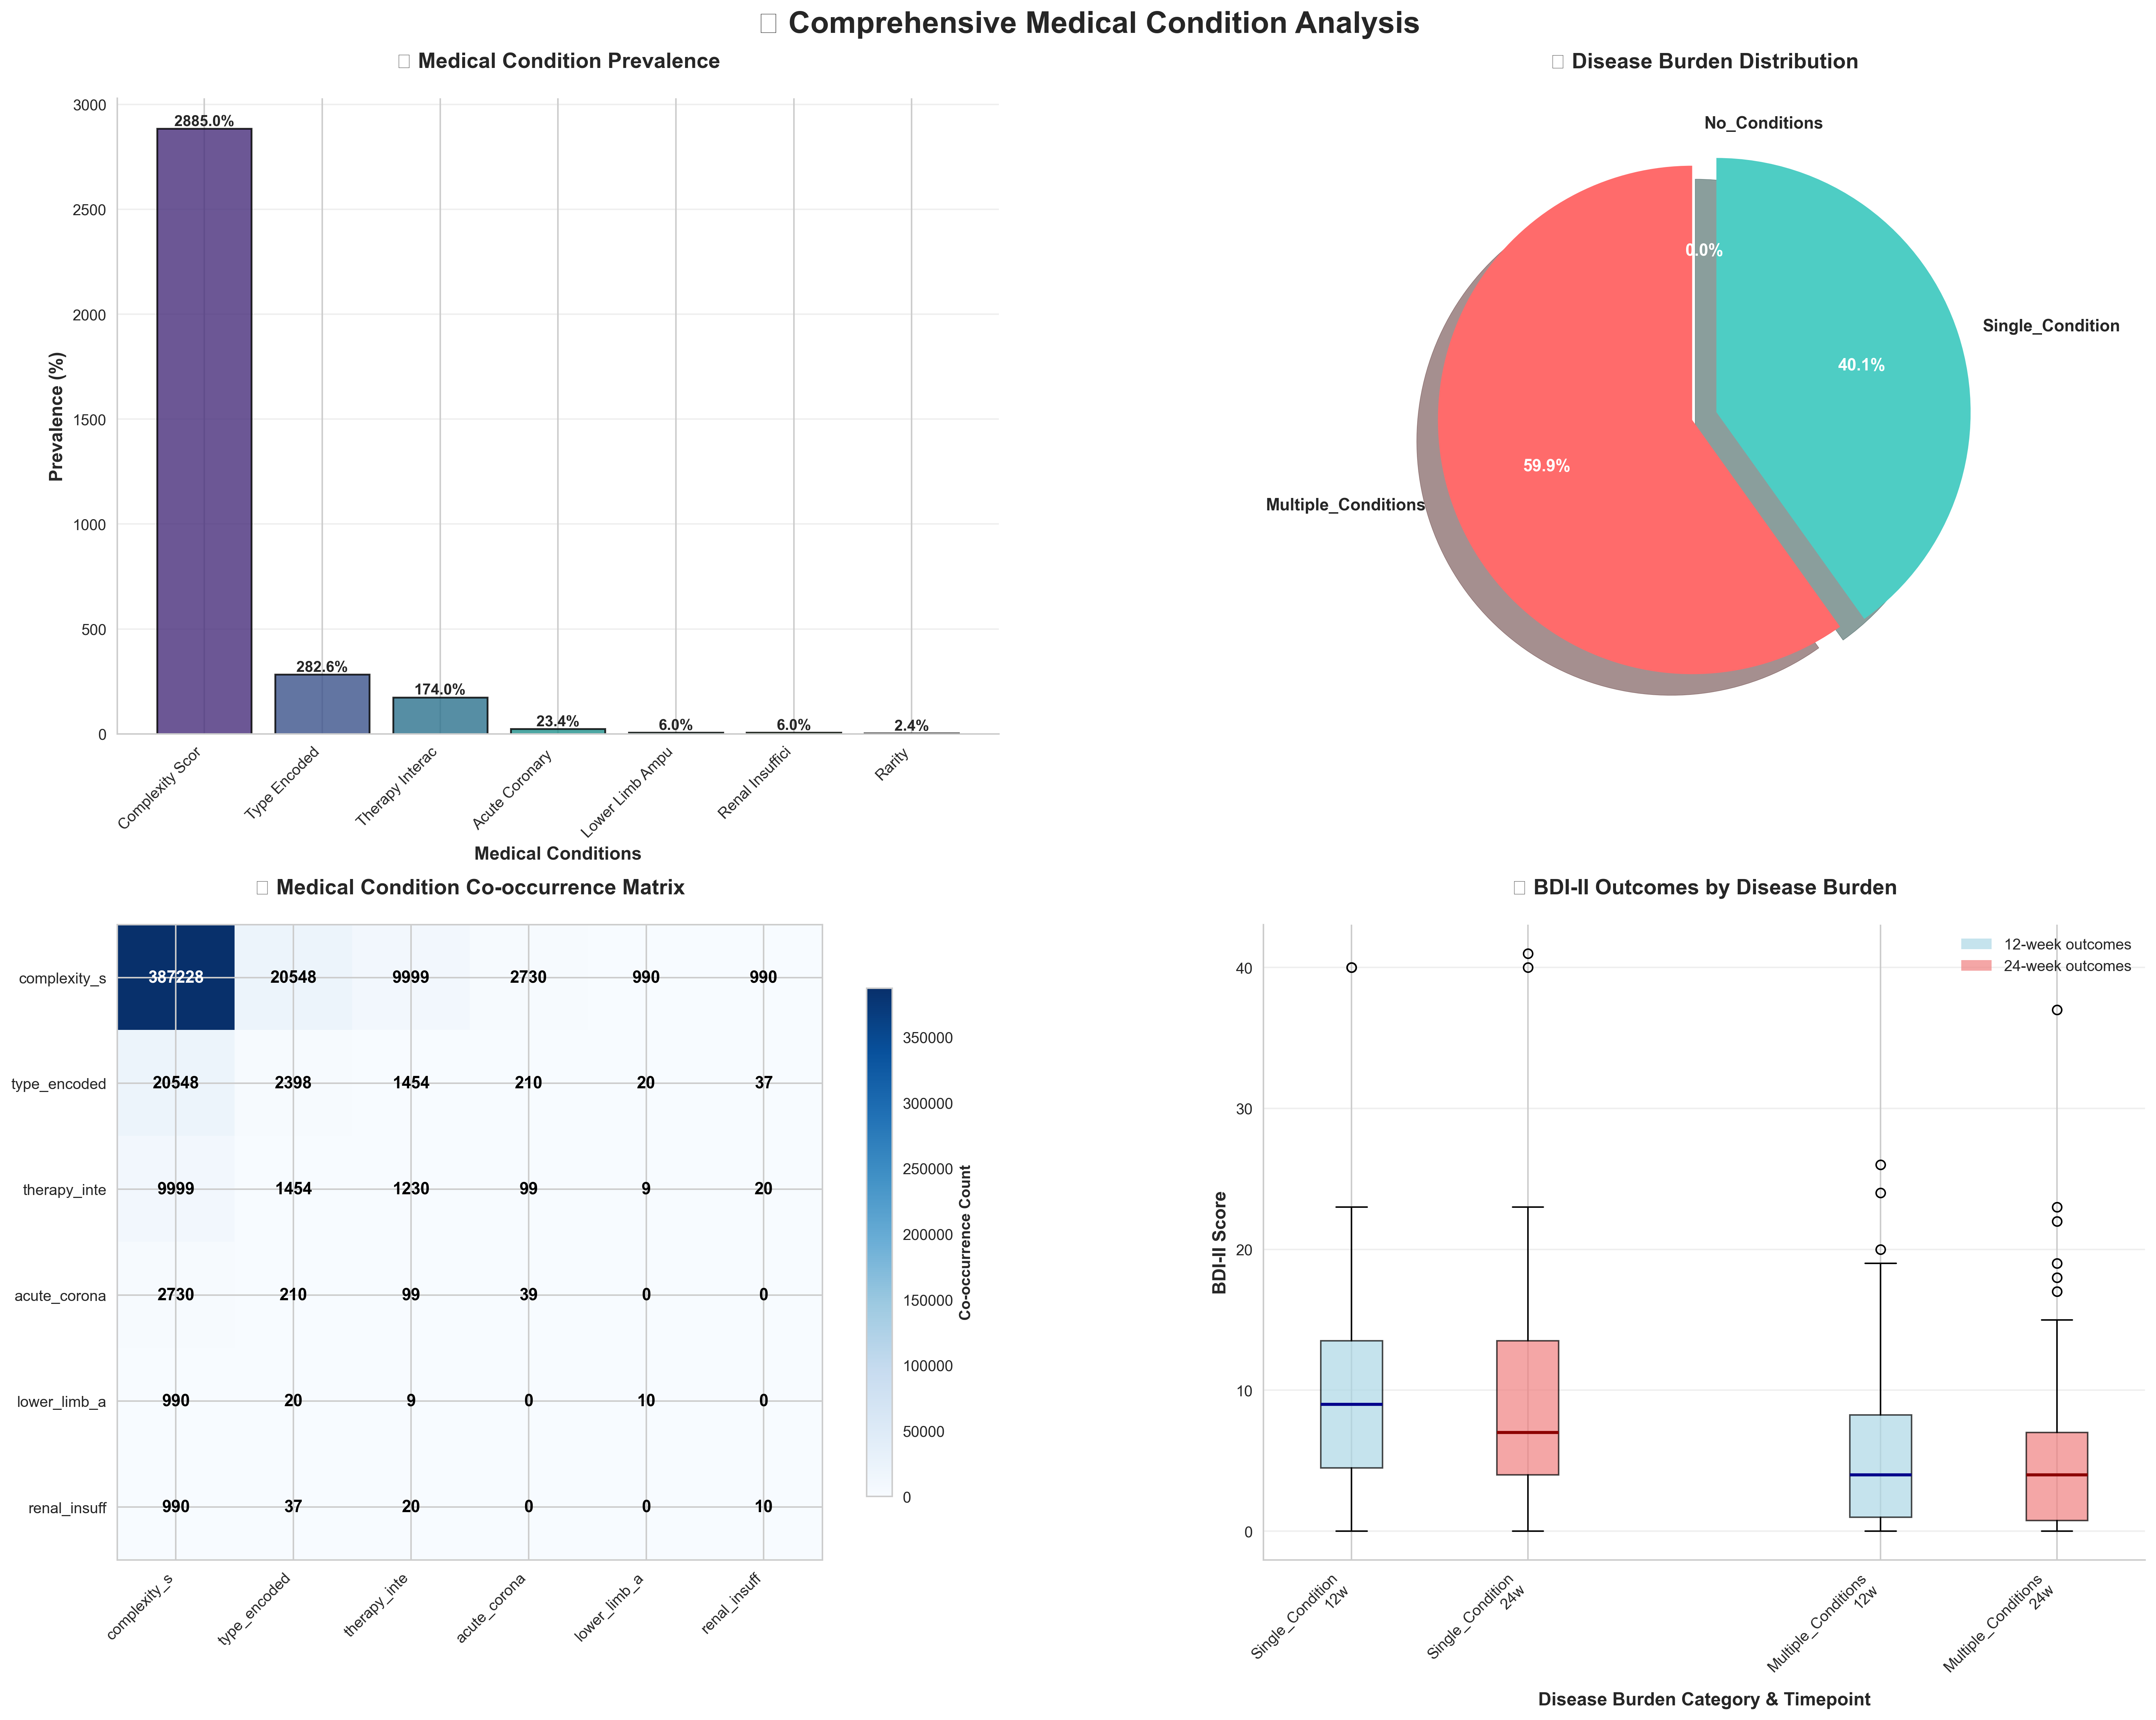 Comprehensive Medical Condition Analysis
Medical Condition Prevalence
3000
2500
2000
1500
1000
500
0
Prevalence (%)
2885.0%
282.6%
174.0%
23.4%
6.0%
6.0%
2.4%
Complexity Scor
Type Encoded
Therapy Interac
Acute Coronary
Lower Limb Ampu
Renal Insuffici
Rarity
Medical Conditions
Disease Burden Distribution
No_Conditions
0.0%
Single_Condition
40.1%
59.9%
Multiple_Conditions
Medical Condition Co-occurrence Matrix
complexity_s 387228 20548 9999 2730 990 990
type_encoded 20548 2398 1454 210 20 37
therapy_inte 9999 1454 1230 99 9 20
acute_corona 2730 210 99 39 0 0
lower_limb_a 990 20 9 0 10 0
renal_insuff 990 37 20 0 0 10
complexity_s
type_encoded
therapy_inte
acute_corona
lower_limb_a
renal_insuff
350000
300000
250000
200000
150000
100000
50000
0
Co-occurrence Count
BDI-II Outcomes by Disease Burden
12-week outcomes
24-week outcomes
40
30
20
10
0
BDI-II Score
Single_Condition
12w
Single_Condition
24w
Multiple_Conditions
12w
Multiple_Conditions
24w
Disease Burden Category & Timepoint